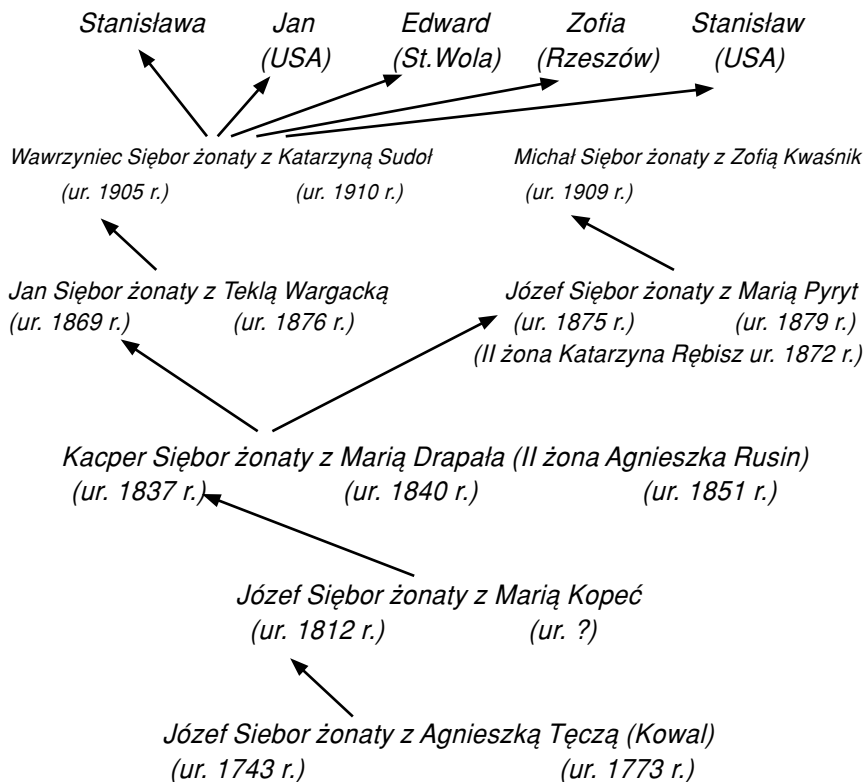 Stanisława Jan Edward Zofia Stanisław
(USA) (St.Wola) (Rzeszów) (USA)
Wawrzyniec Siębor żonaty z Katarzyną Sudoł Michał Siębor żonaty z Zofią Kwaśnik
(ur. 1905 r.) (ur. 1910 r.) (ur. 1909 r.)
Jan Siębor żonaty z Teklą Wargacką Józef Siębor żonaty z Marią Pyryt
(ur. 1869 r.) (ur. 1876 r.) (ur. 1875 r.) (ur. 1879 r.)
(II żona Katarzyna Rębisz ur. 1872 r.)
Kacper Siębor żonaty z Marią Drapała (II żona Agnieszka Rusin)
(ur. 1837 r.) (ur. 1840 r.) (ur. 1851 r.)
Józef Siębor żonaty z Marią Kopeć
(ur. 1812 r.) (ur. ?)
Józef Siebor żonaty z Agnieszką Tęczą (Kowal)
(ur. 1743 r.) (ur. 1773 r.)